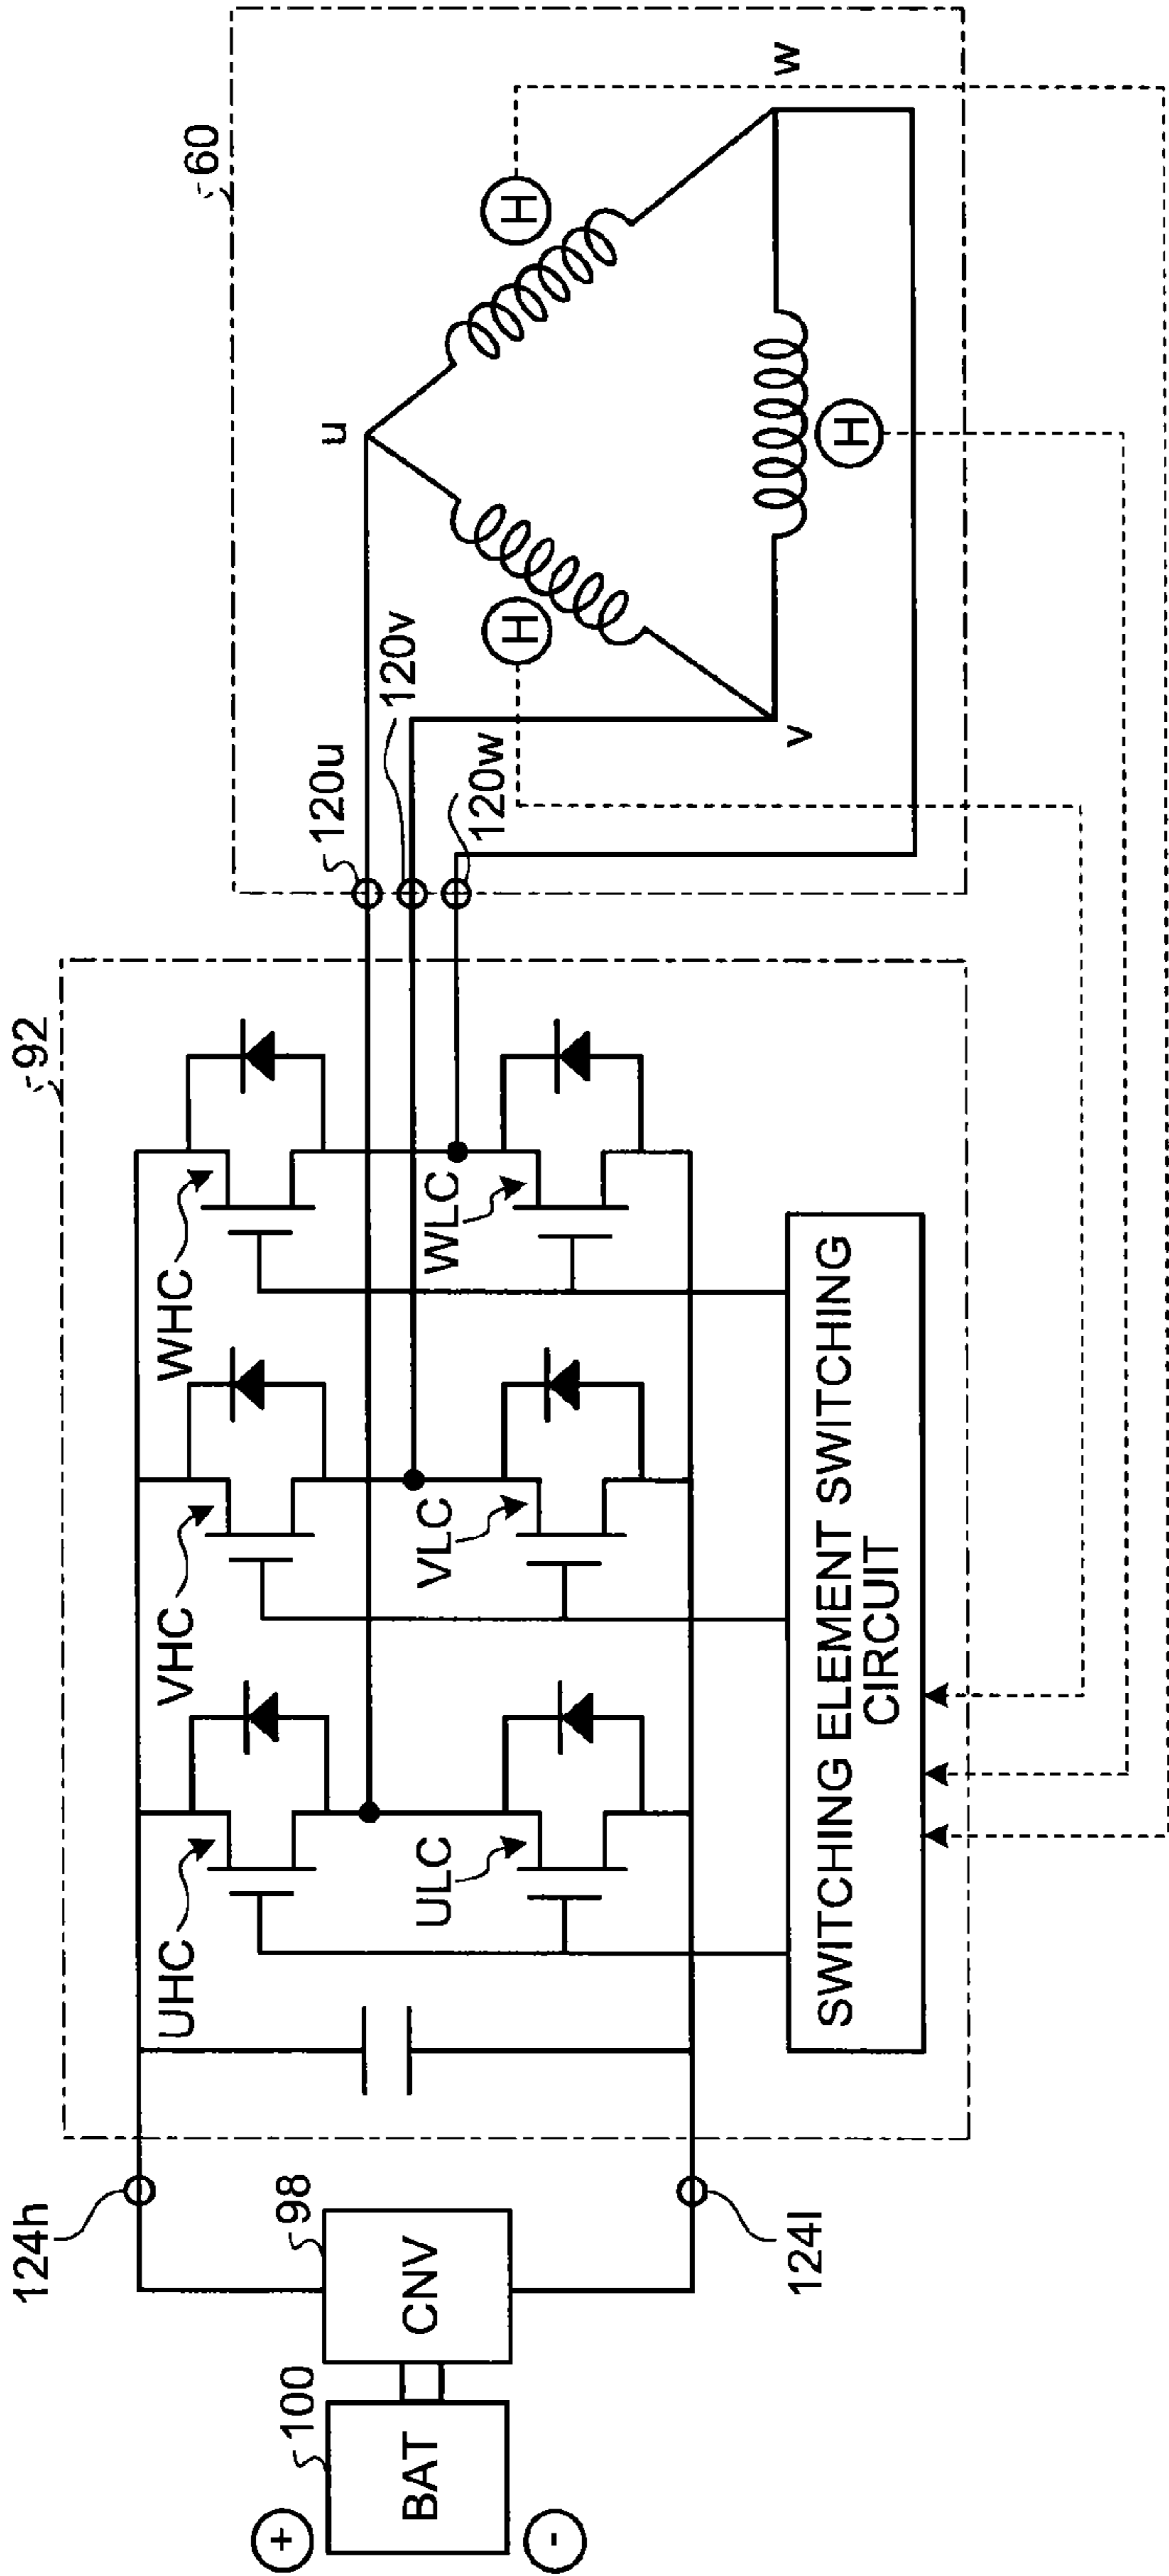 92
60
124h
UHC
VHC
WHC
u
120u
120v
120w
98
100
+
BAT
CNV
-
ULC
VLC
WLC
H
H
H
v
w
124l
SWITCHING ELEMENT SWITCHING
CIRCUIT